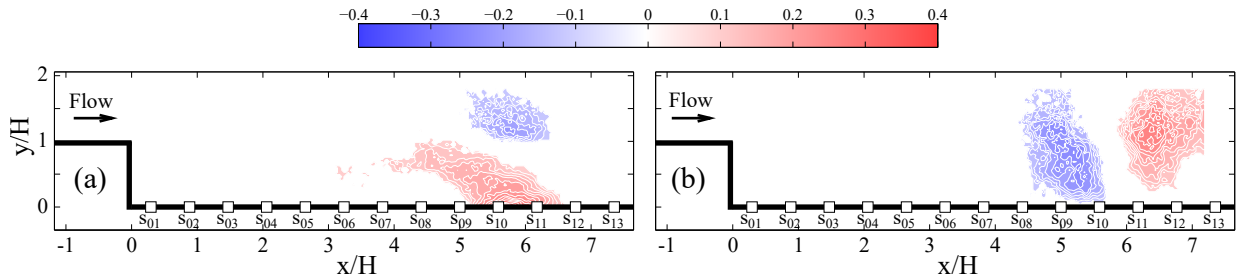 −0.4 −0.3 −0.2 −0.1 0 0.1 0.2 0.3 0.4
y/H
2
1
0
Flow
(a)
s01 s02 s03 s04 s05 s06 s07 s08 s09 s10 s11 s12 s13
-1 0 1 2 3 4 5 6 7
x/H
Flow
(b)
s01 s02 s03 s04 s05 s06 s07 s08 s09 s10 s11 s12 s13
-1 0 1 2 3 4 5 6 7
x/H